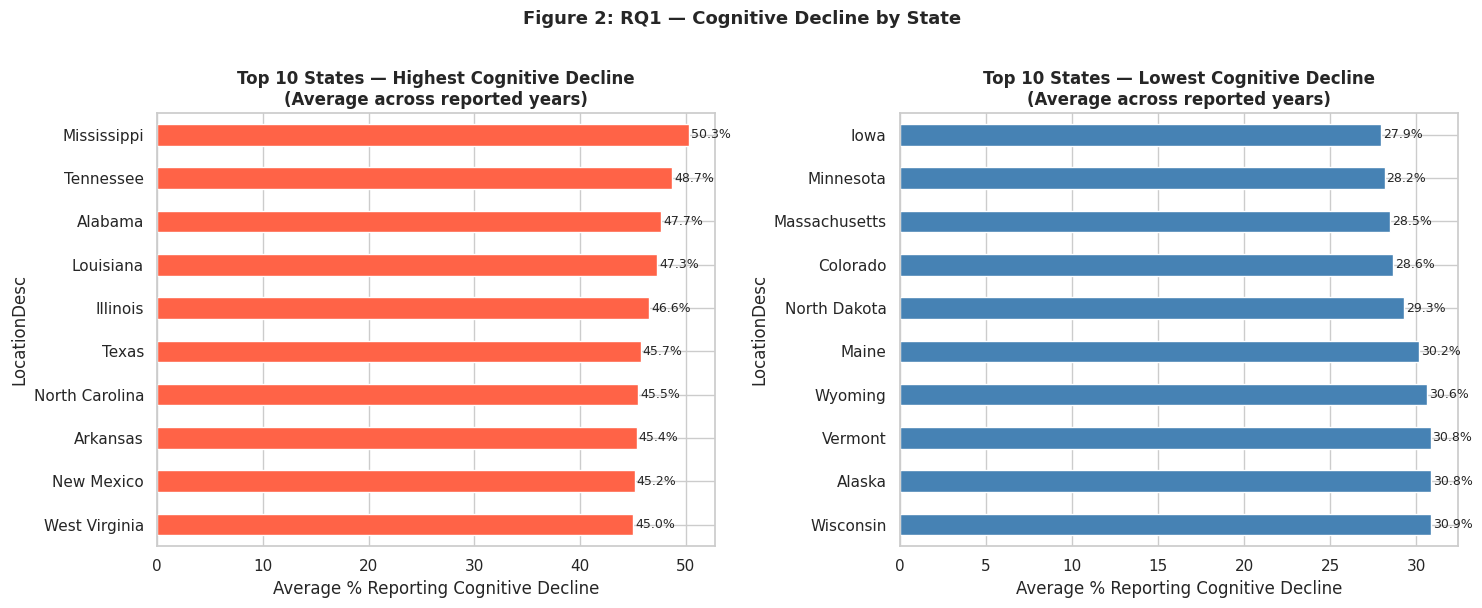 Figure 2: RQ1 — Cognitive Decline by State
Top 10 States — Highest Cognitive Decline
(Average across reported years)
LocationDesc
Mississippi 50.3%
Tennessee 48.7%
Alabama 47.7%
Louisiana 47.3%
Illinois 46.6%
Texas 45.7%
North Carolina 45.5%
Arkansas 45.4%
New Mexico 45.2%
West Virginia 45.0%
0 10 20 30 40 50
Average % Reporting Cognitive Decline
Top 10 States — Lowest Cognitive Decline
(Average across reported years)
LocationDesc
Iowa 27.9%
Minnesota 28.2%
Massachusetts 28.5%
Colorado 28.6%
North Dakota 29.3%
Maine 30.2%
Wyoming 30.6%
Vermont 30.8%
Alaska 30.8%
Wisconsin 30.9%
0 5 10 15 20 25 30
Average % Reporting Cognitive Decline